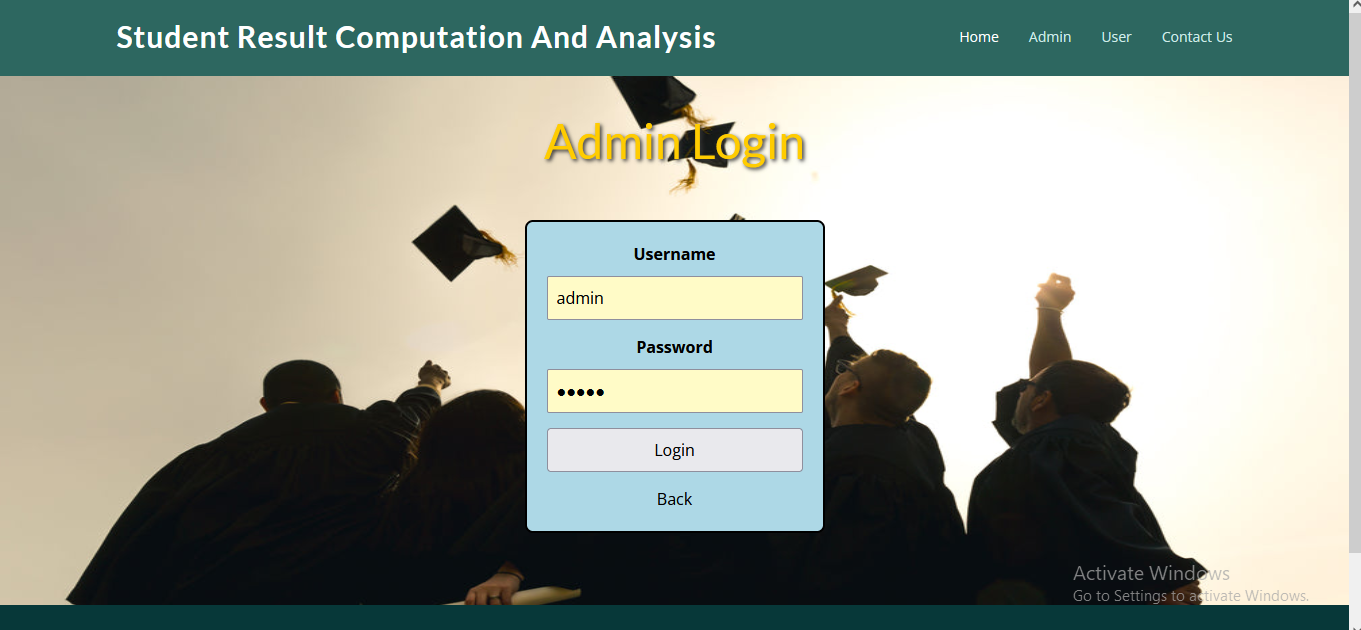 Student Result Computation And Analysis
Home Admin User Contact Us
Admin Login
Username
admin
Password
•••••
Login
Back
Activate Windows
Go to Settings to activate Windows.